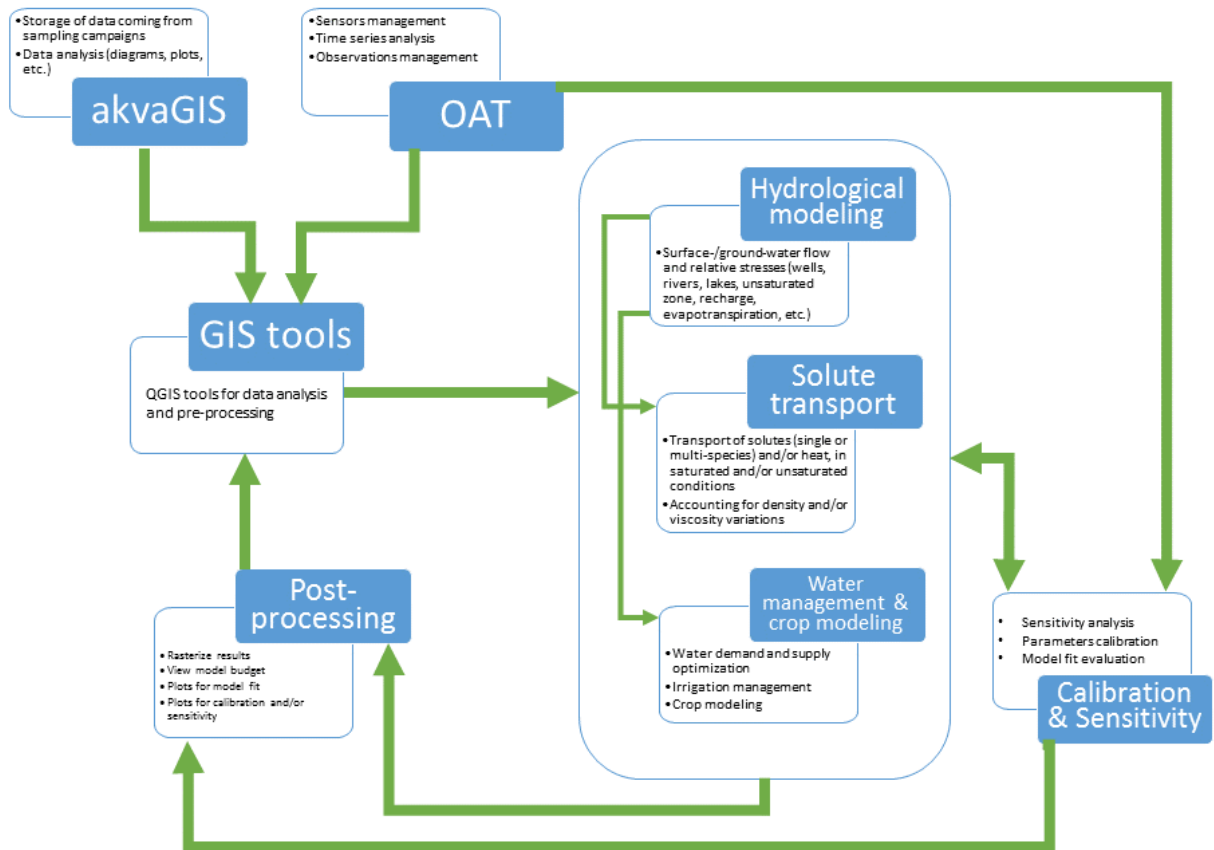 •Storage of data coming from
sampling campaigns
•Data analysis (diagrams, plots,
etc.)
akvaGIS
•Sensors management
•Time series analysis
•Observations management
OAT
Hydrological
modeling
•Surface-/ground-water flow
and relative stresses (wells,
rivers, lakes, unsaturated
zone, recharge,
evapotranspiration, etc.)
GIS tools
QGIS tools for data analysis
and pre-processing
Solute
transport
•Transport of solutes (single or
multi-species) and/or heat, in
saturated and/or unsaturated
conditions
•Accounting for density and/or
viscosity variations
Post-
processing
•Rasterize results
•View model budget
•Plots for model fit
•Plots for calibration and/or
sensitivity
Water
management &
crop modeling
•Water demand and supply
optimization
•Irrigation management
•Crop modeling
• Sensitivity analysis
• Parameters calibration
• Model fit evaluation
Calibration
& Sensitivity